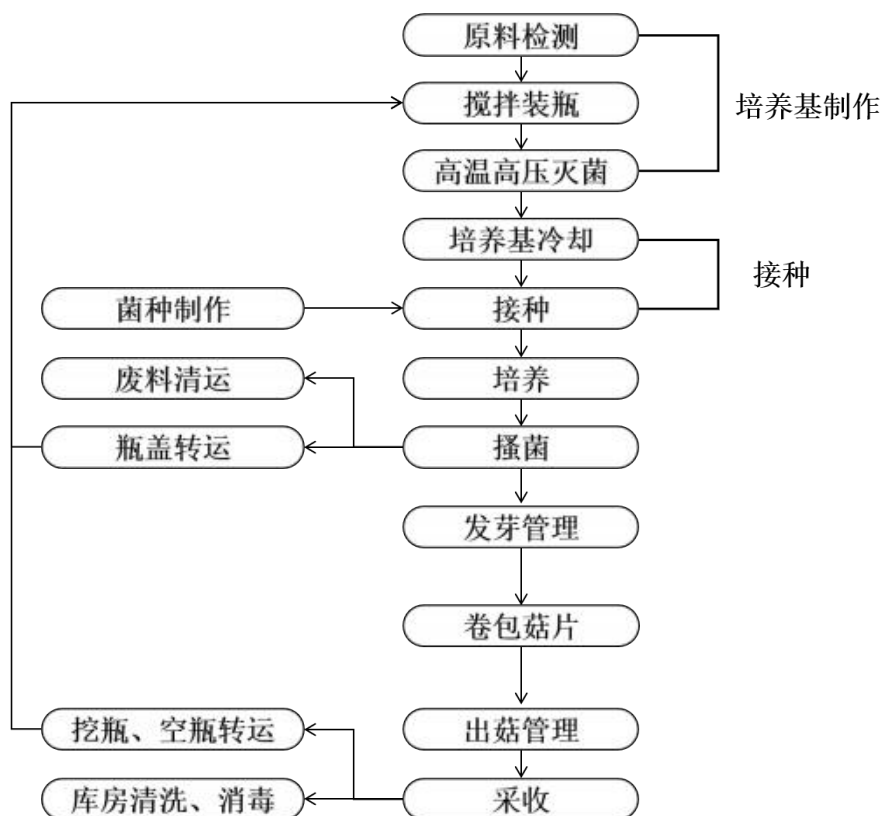 原料检测
搅拌装瓶
培养基制作
高温高压灭菌
培养基冷却
接种
菌种制作
接种
废料清运
培养
瓶盖转运
搔菌
发芽管理
卷包菇片
挖瓶、空瓶转运
出菇管理
库房清洗、消毒
采收